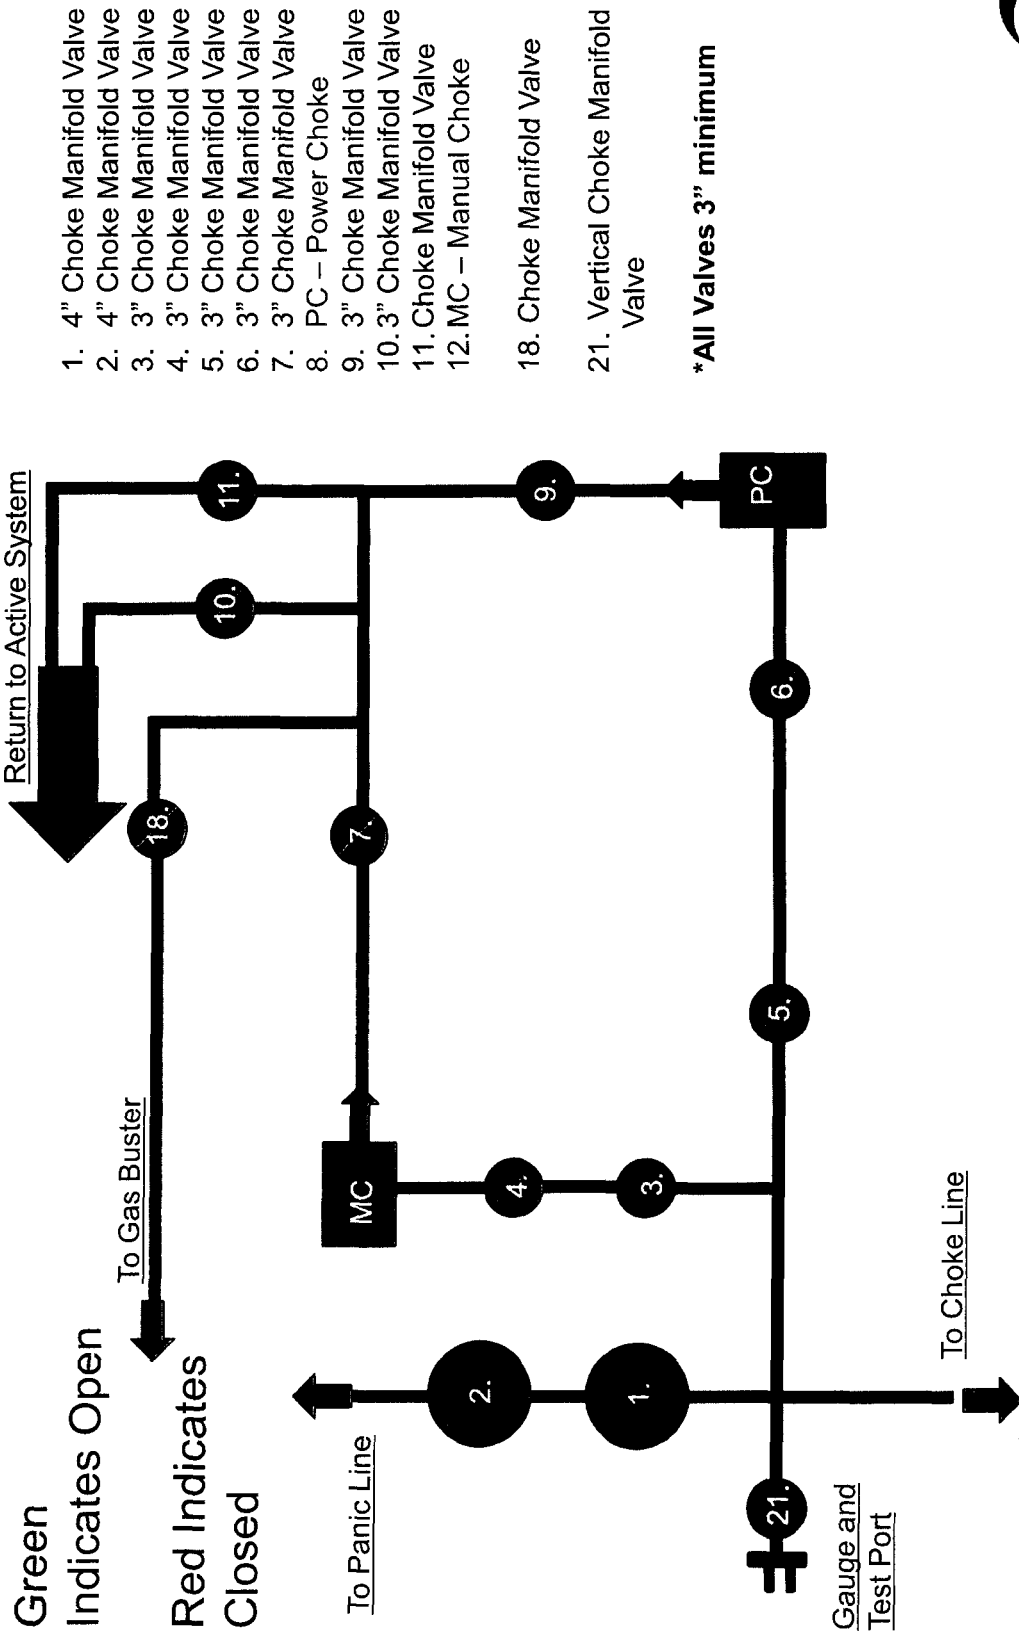 Green
Indicates Open
Red Indicates
Closed
To Gas Buster
Return to Active System
To Panic Line
Gauge and
Test Port
To Choke Line
MC
PC
1.
2.
3.
4.
5.
6.
7.
9.
10.
11.
18.
21.
1. 4” Choke Manifold Valve
2. 4” Choke Manifold Valve
3. 3” Choke Manifold Valve
4. 3” Choke Manifold Valve
5. 3” Choke Manifold Valve
6. 3” Choke Manifold Valve
7. 3” Choke Manifold Valve
8. PC – Power Choke
9. 3” Choke Manifold Valve
10. 3” Choke Manifold Valve
11. Choke Manifold Valve
12. MC – Manual Choke
18. Choke Manifold Valve
21. Vertical Choke Manifold
Valve
*All Valves 3” minimum